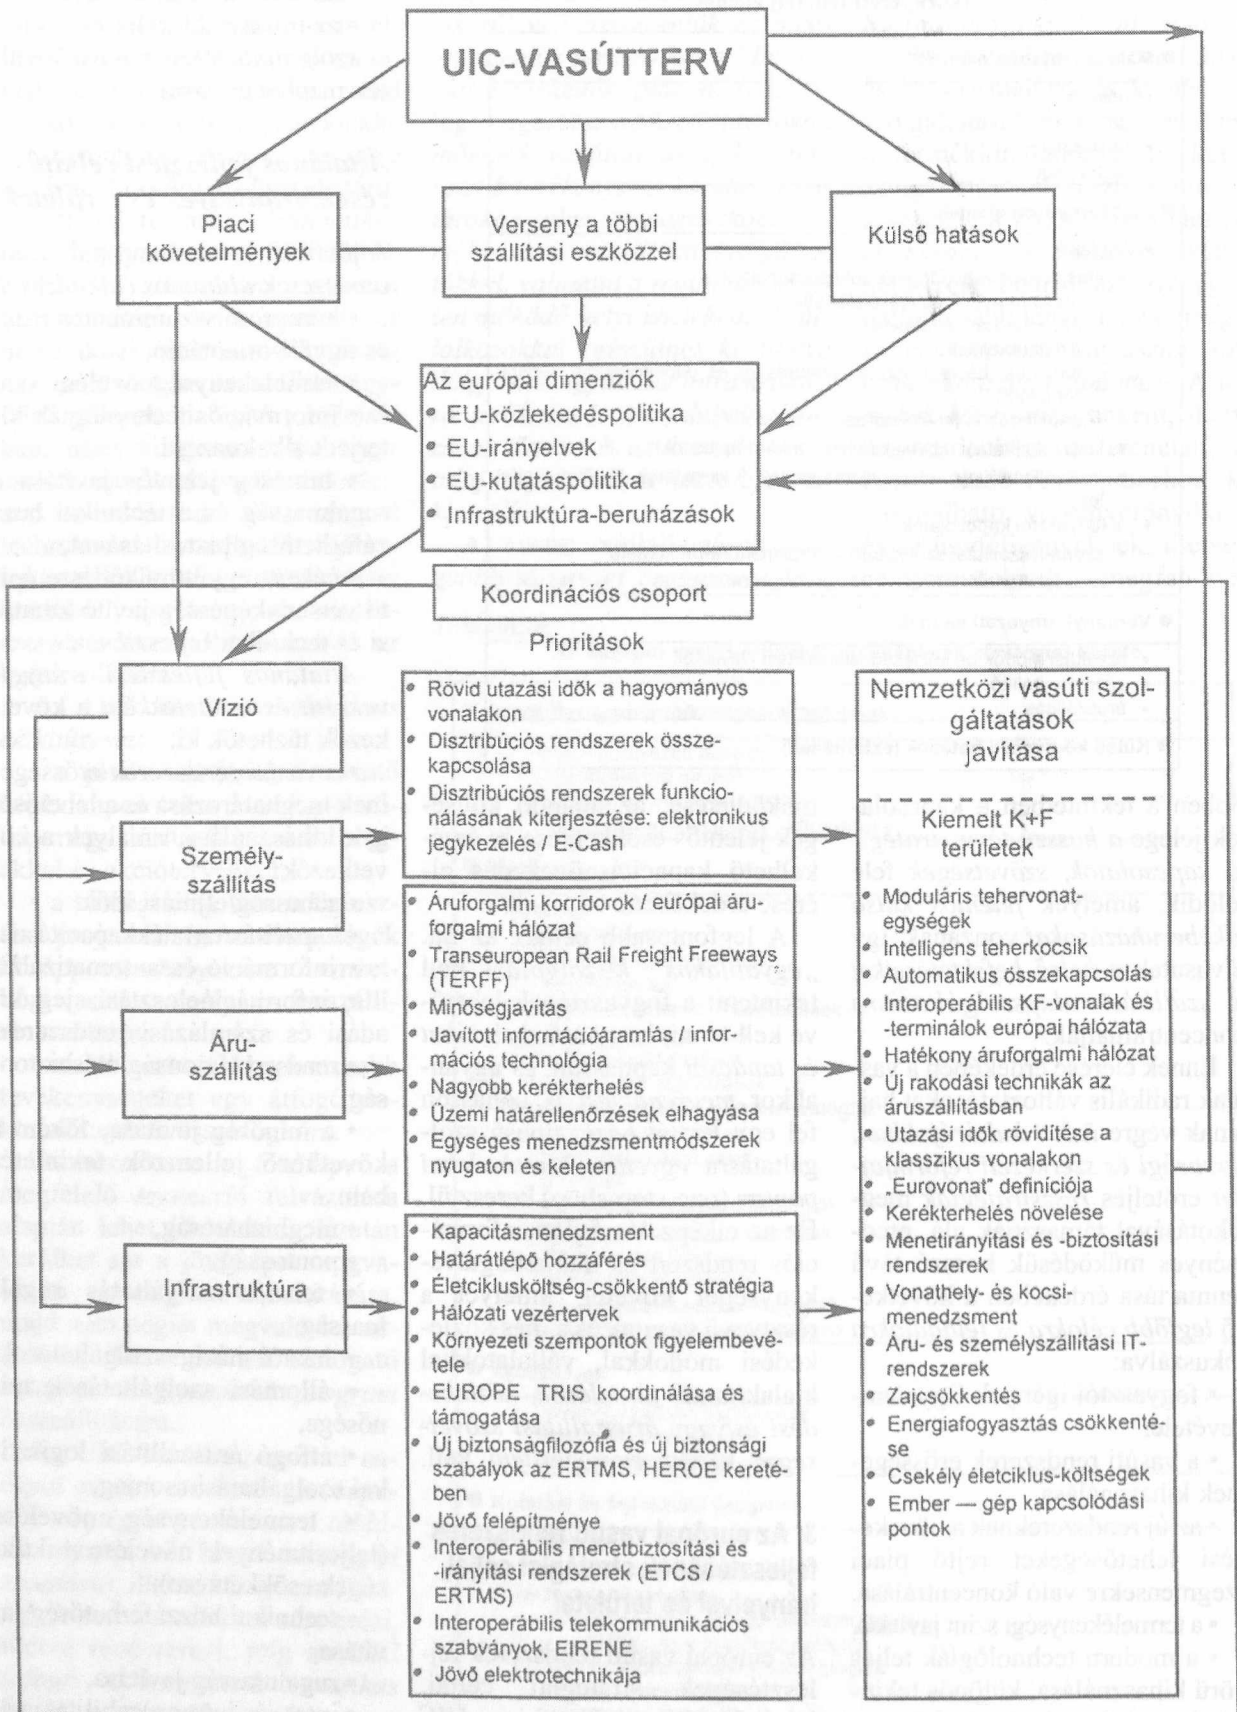 UIC-VASÚTTERV
Piaci
követelmények
Verseny a többi
szállítási eszközzel
Külső hatások
Az európai dimenziók
• EU-közlekedéspolitika
• EU-irányelvek
• EU-kutatáspolitika
• Infrastruktúra-beruházások
Koordinációs csoport
Prioritások
Vízió
Személy-
szállítás
Áru-
szállítás
Infrastruktúra
• Rövid utazási idők a hagyományos
vonalakon
• Disztribúciós rendszerek össze-
kapcsolása
• Disztribúciós rendszerek funkcio-
nálásának kiterjesztése: elektronikus
jegykezelés / E-Cash
• Áruforgalmi korridorok / európai áru-
forgalmi hálózat
• Transeuropean Rail Freight Freeways
(TERFF)
• Minőségjavítás
• Javított információáramlás / infor-
mációs technológia
• Nagyobb kerékterhelés
• Üzemi határellenőrzések elhagyása
• Egységes menedzsmentmódszerek
nyugaton és keleten
• Kapacitásmenedzsment
• Határátlépő hozzáférés
• Életciklusköltség-csökkentő stratégia
• Hálózati határértékek
• Környezeti szempontok figyelembevé-
tele
• EUROPE TRIS koordinálása és
támogatása
• Új biztonságfilozófia és új biztonsági
szabályok az ERTMS, HEROE kereté-
ben
• Jövő felépítménye
• Interoperábilis menetbiztosítási és
-irányítási rendszerek (ETCS /
ERTMS)
• Interoperábilis telekommunikációs
szabványok, EIRENE
• Jövő elektrotechnikája
Nemzetközi vasúti szol-
gáltatások
javítása
Kiemelt K+F
területek
• Moduláris tehervonat-
egységek
• Intelligens teherkocsik
• Automatikus összekapcsolás
• Interoperábilis KF-vonalak és
-terminálok európai hálózata
• Hatékony áruforgalmi hálózat
• Új rakodási technikák az
áruszállításban
• Utazási idők rövidítése a
klasszikus vonalakon
• „Eurovonat” definíciója
• Kerékterhelés növelése
• Menetirányítási és -biztosítási
rendszerek
• Vonathely- és kocsi-
menedzsment
• Áru- és személyszállítási IT-
rendszerek
• Zajcsökkentés
• Energiafogyasztás csökkenté-
se
• Csekély életciklus-költségek
• Ember — gép kapcsolódási
pontok